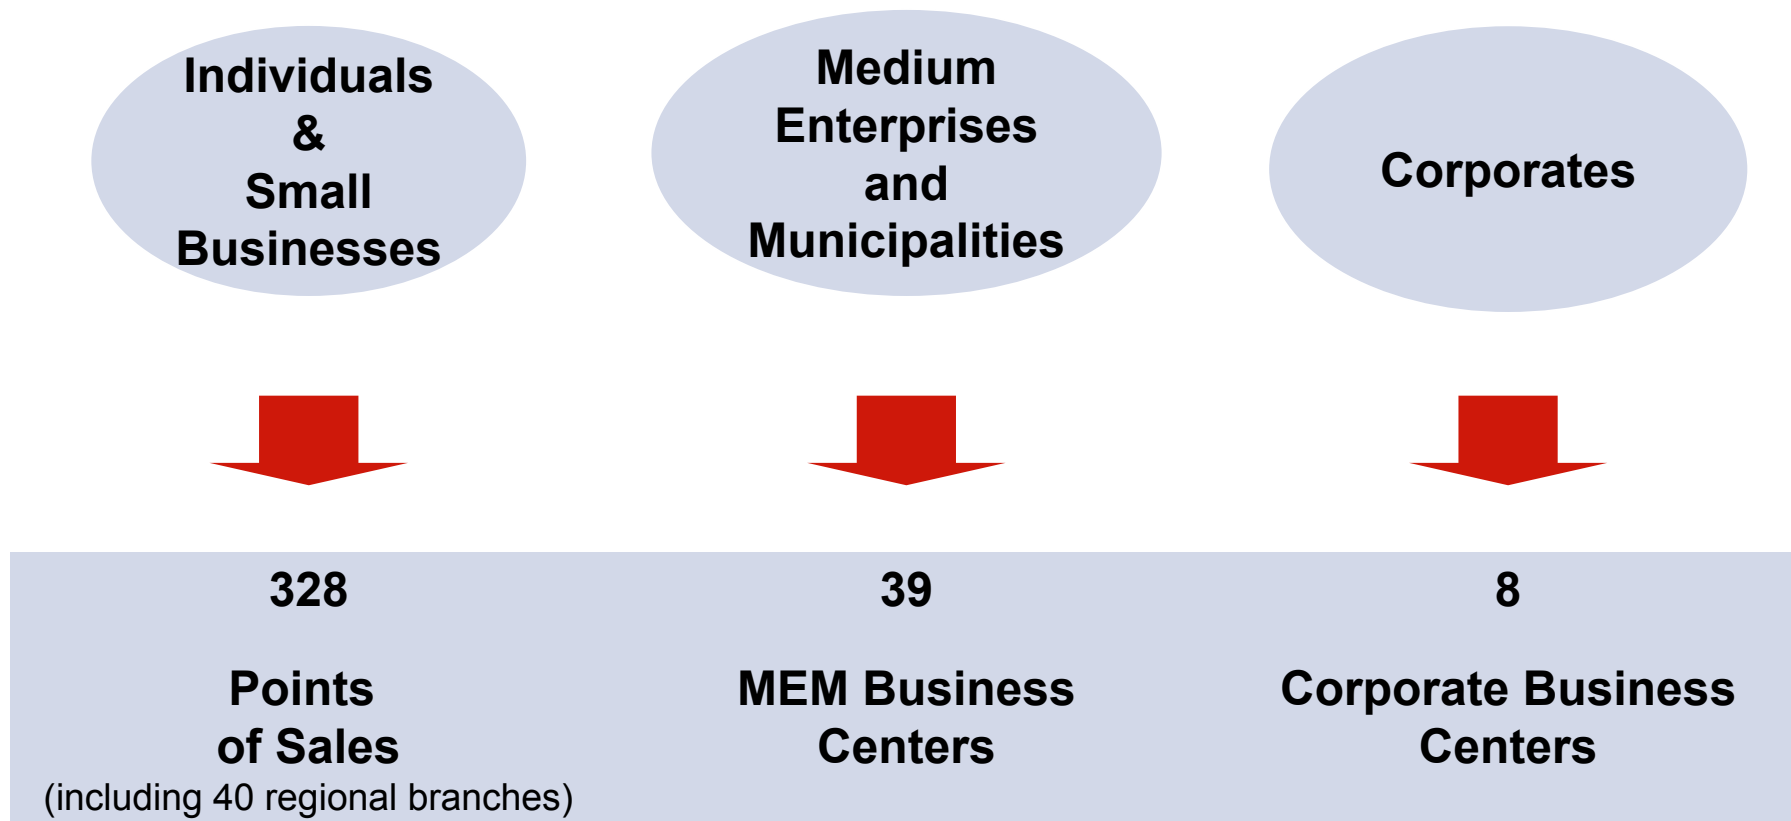 Individuals
&
Small
Businesses
Medium
Enterprises
and
Municipalities
Corporates
328
Points
of Sales
(including 40 regional branches)
39
MEM Business
Centers
8
Corporate Business
Centers